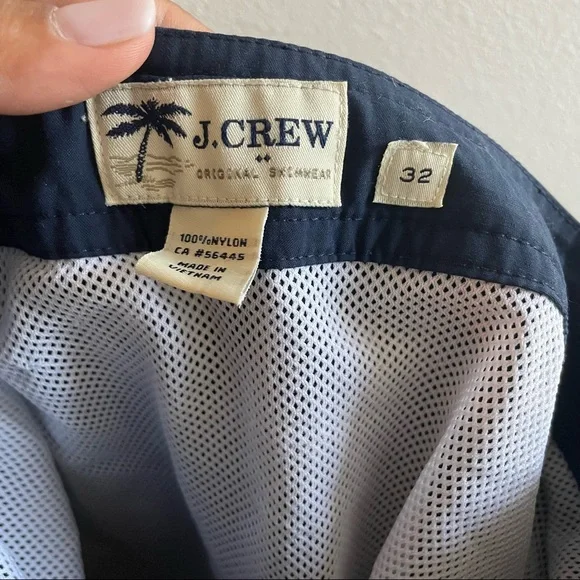 J.CREW
ORIGINAL SWIMWEAR
32
100% NYLON
CA #56445
MADE IN
VIETNAM